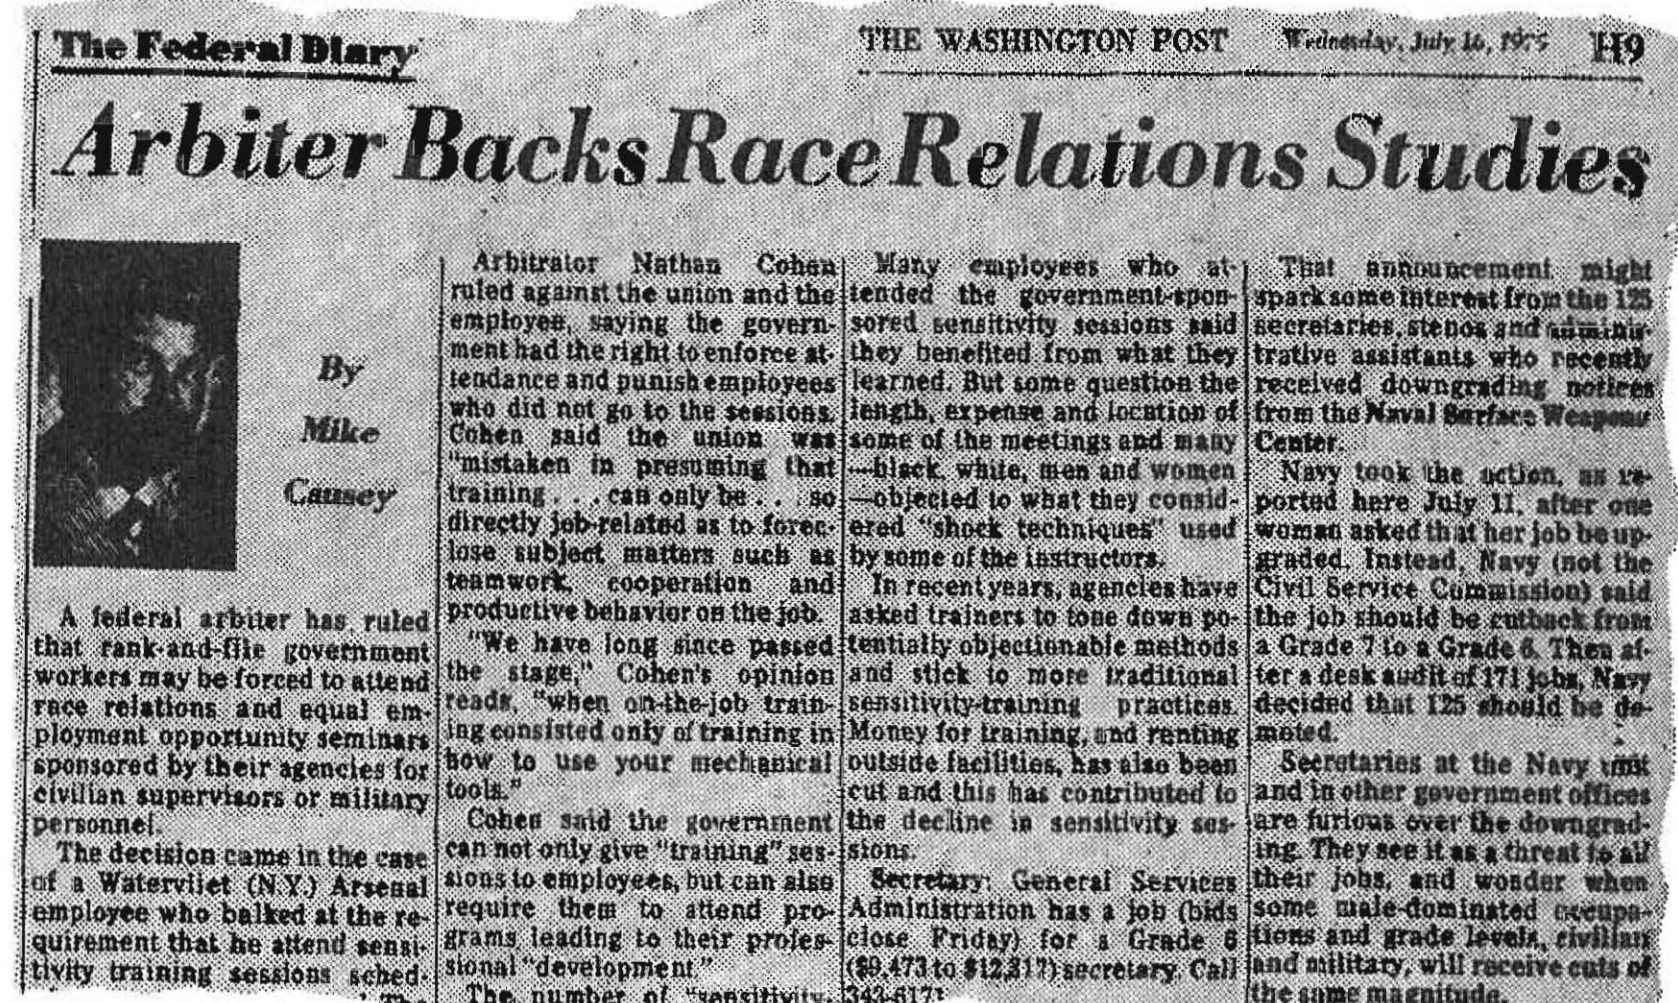 The Federal Diary
THE WASHINGTON POST Wednesday, July 16, 1975 H9
Arbiter Backs Race Relations Studies
By
Mike
Causey
A federal arbiter has ruled
that rank-and-file government
workers may be forced to attend
race relations and equal em-
ployment opportunity seminars
sponsored by their agencies for
civilian supervisors or military
personnel.
The decision came in the case
of a Watervliet (N.Y.) Arsenal
employee who balked at the re-
quirement that he attend sensi-
tivity training sessions sched-
Arbitrator Nathan Cohen
ruled against the union and the
employee, saying the govern-
ment had the right to enforce at-
tendance and punish employees
who did not go to the sessions.
Cohen said the union was
"mistaken in presuming that
training . . . can only be . . . so
directly job-related as to forec-
lose subject matters such as
teamwork, cooperation and
productive behavior on the job.
"We have long since passed
the stage," Cohen's opinion
reads, "when on-the-job train-
ing consisted only of training in
how to use your mechanical
tools."
Cohen said the government
can not only give "training" ses-
sions to employees, but can also
require them to attend pro-
grams leading to their profes-
sional "development."
The number of "sensitivity-
Many employees who at-
tended the government-spon-
sored sensitivity sessions said
they benefited from what they
learned. But some question the
length, expense and location of
some of the meetings and many
—black, white, men and women
—objected to what they consid-
ered "shock techniques" used
by some of the instructors.
In recent years, agencies have
asked trainers to tone down po-
tentially objectionable methods
and stick to more traditional
sensitivity-training practices.
Money for training, and renting
outside facilities, has also been
cut and this has contributed to
the decline in sensitivity ses-
sions.
Secretary: General Services
Administration has a job (bids
close Friday) for a Grade 6
($9,473 to $12,317) secretary. Call
343-6171
That announcement might
spark some interest from the 125
secretaries, stenos and adminis-
trative assistants who recently
received downgrading notices
from the Naval Surface Weapons
Center.
Navy took the action, as re-
ported here July 11, after one
woman asked that her job be up-
graded. Instead, Navy (not the
Civil Service Commission) said
the job should be cutback from
a Grade 7 to a Grade 6. Then af-
ter a desk audit of 171 jobs, Navy
decided that 125 should be de-
moted.
Secretaries at the Navy unit
and in other government offices
are furious over the downgrad-
ing. They see it as a threat to all
their jobs, and wonder when
some male-dominated occupa-
tions and grade levels, civilian
and military, will receive cuts of
the same magnitude.